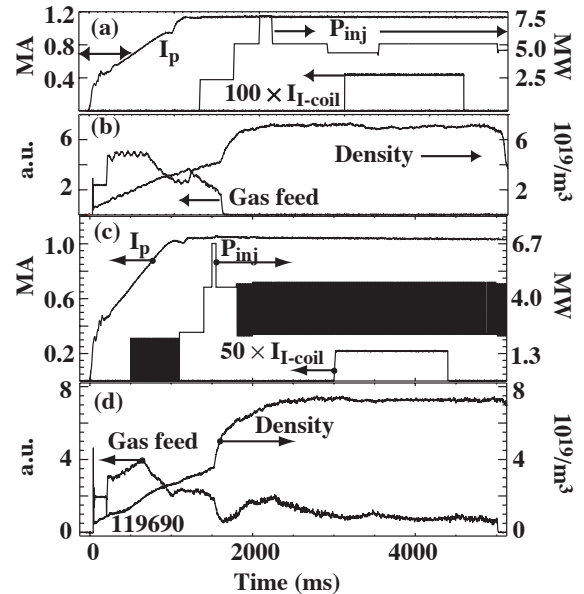 (a)
MA
1.2
0.8
0.4
I_p
P_inj
100 × I_I-coil
7.5
5.0
2.5
MW
(b)
a.u.
6
4
2
Density
Gas feed
6
4
2
10^19/m^3
(c)
MA
1.0
0.6
0.2
I_p
P_inj
50 × I_I-coil
6.7
4.0
1.3
MW
(d)
a.u.
8
4
0
Gas feed
Density
119690
8
4
0
10^19/m^3
0 2000 4000
Time (ms)